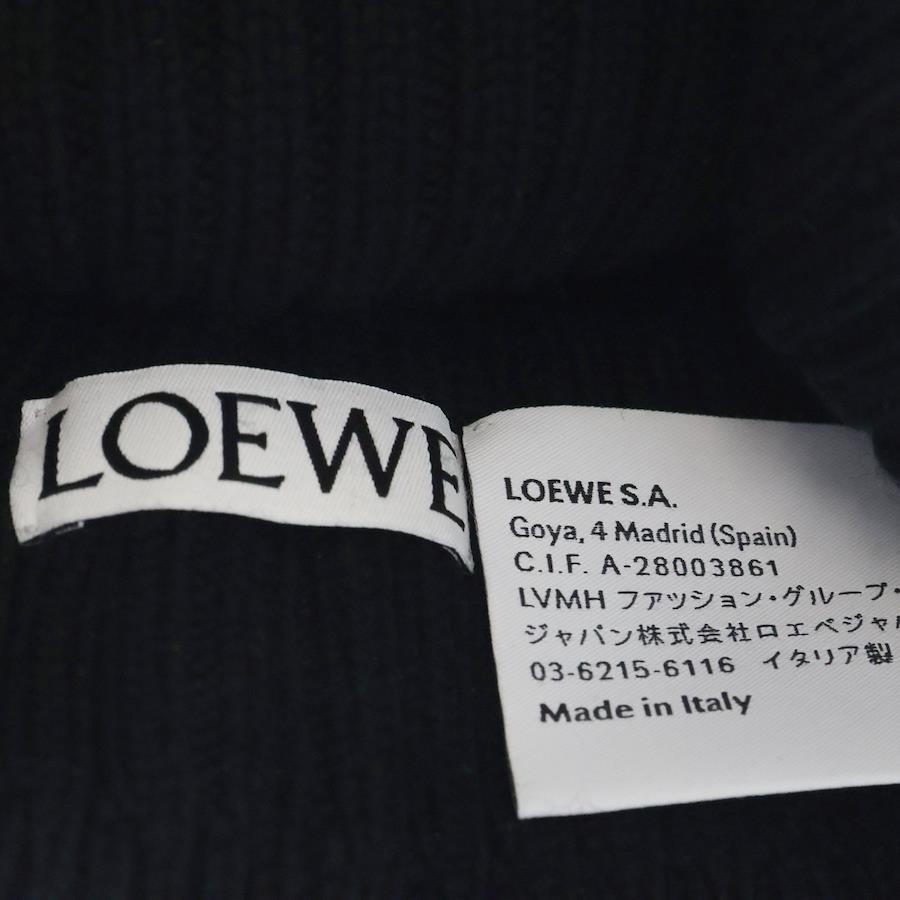 LOEWE
LOEWE S.A.
Goya, 4 Madrid (Spain)
C.I.F. A-28003861
LVMH ファッション・グループ・
ジャパン株式会社ロエベジャパ
03-6215-6116 イタリア製
Made in Italy